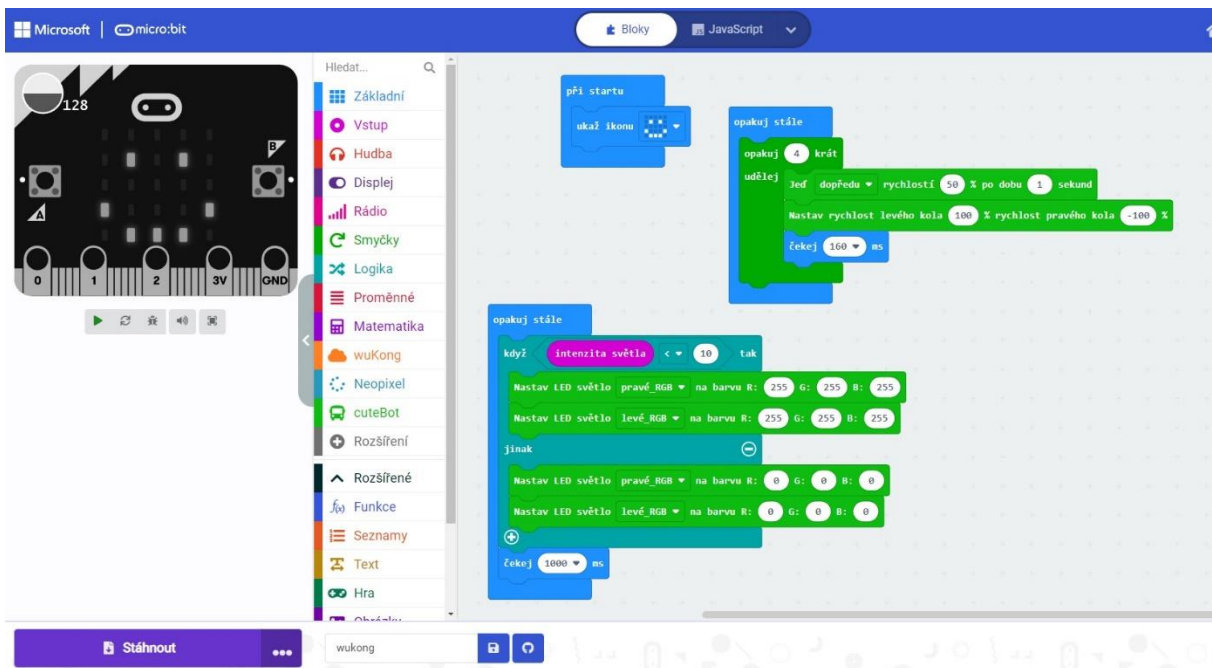 Microsoft | micro:bit
Bloky
JavaScript
128
B
A
0 1 2 3V GND
Hledat...
Základní
Vstup
Hudba
Displej
Rádio
Smyčky
Logika
Proměnné
Matematika
wuKong
Neopixel
cuteBot
Rozšíření
Rozšířené
Funkce
Seznamy
Text
Hra
při startu
ukaž ikonu
opakuj stále
opakuj 4 krát
udělej
Jeď dopředu rychlostí 50 % po dobu 1 sekund
Nastav rychlost levého kola 100 % rychlost pravého kola -100 %
čekej 160 ms
opakuj stále
když intenzita světla < 10 tak
Nastav LED světlo pravé_RGB na barvu R: 255 G: 255 B: 255
Nastav LED světlo levé_RGB na barvu R: 255 G: 255 B: 255
jinak
Nastav LED světlo pravé_RGB na barvu R: 0 G: 0 B: 0
Nastav LED světlo levé_RGB na barvu R: 0 G: 0 B: 0
čekej 1000 ms
Stáhnout
wukong